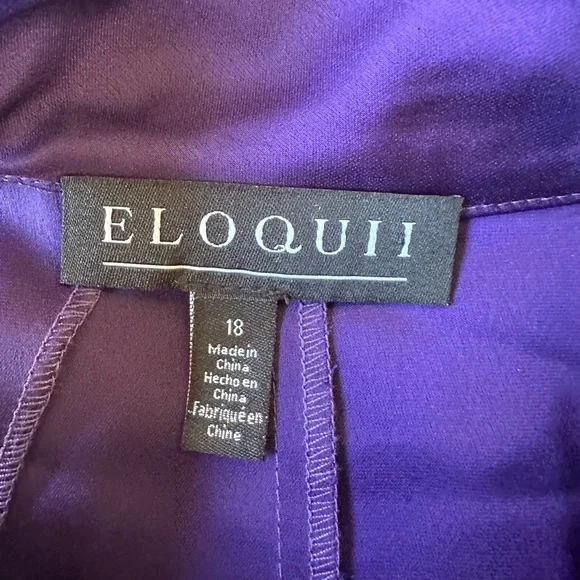 ELOQUII
18
Made in
China
Hecho en
China
Fabriqué en
Chine